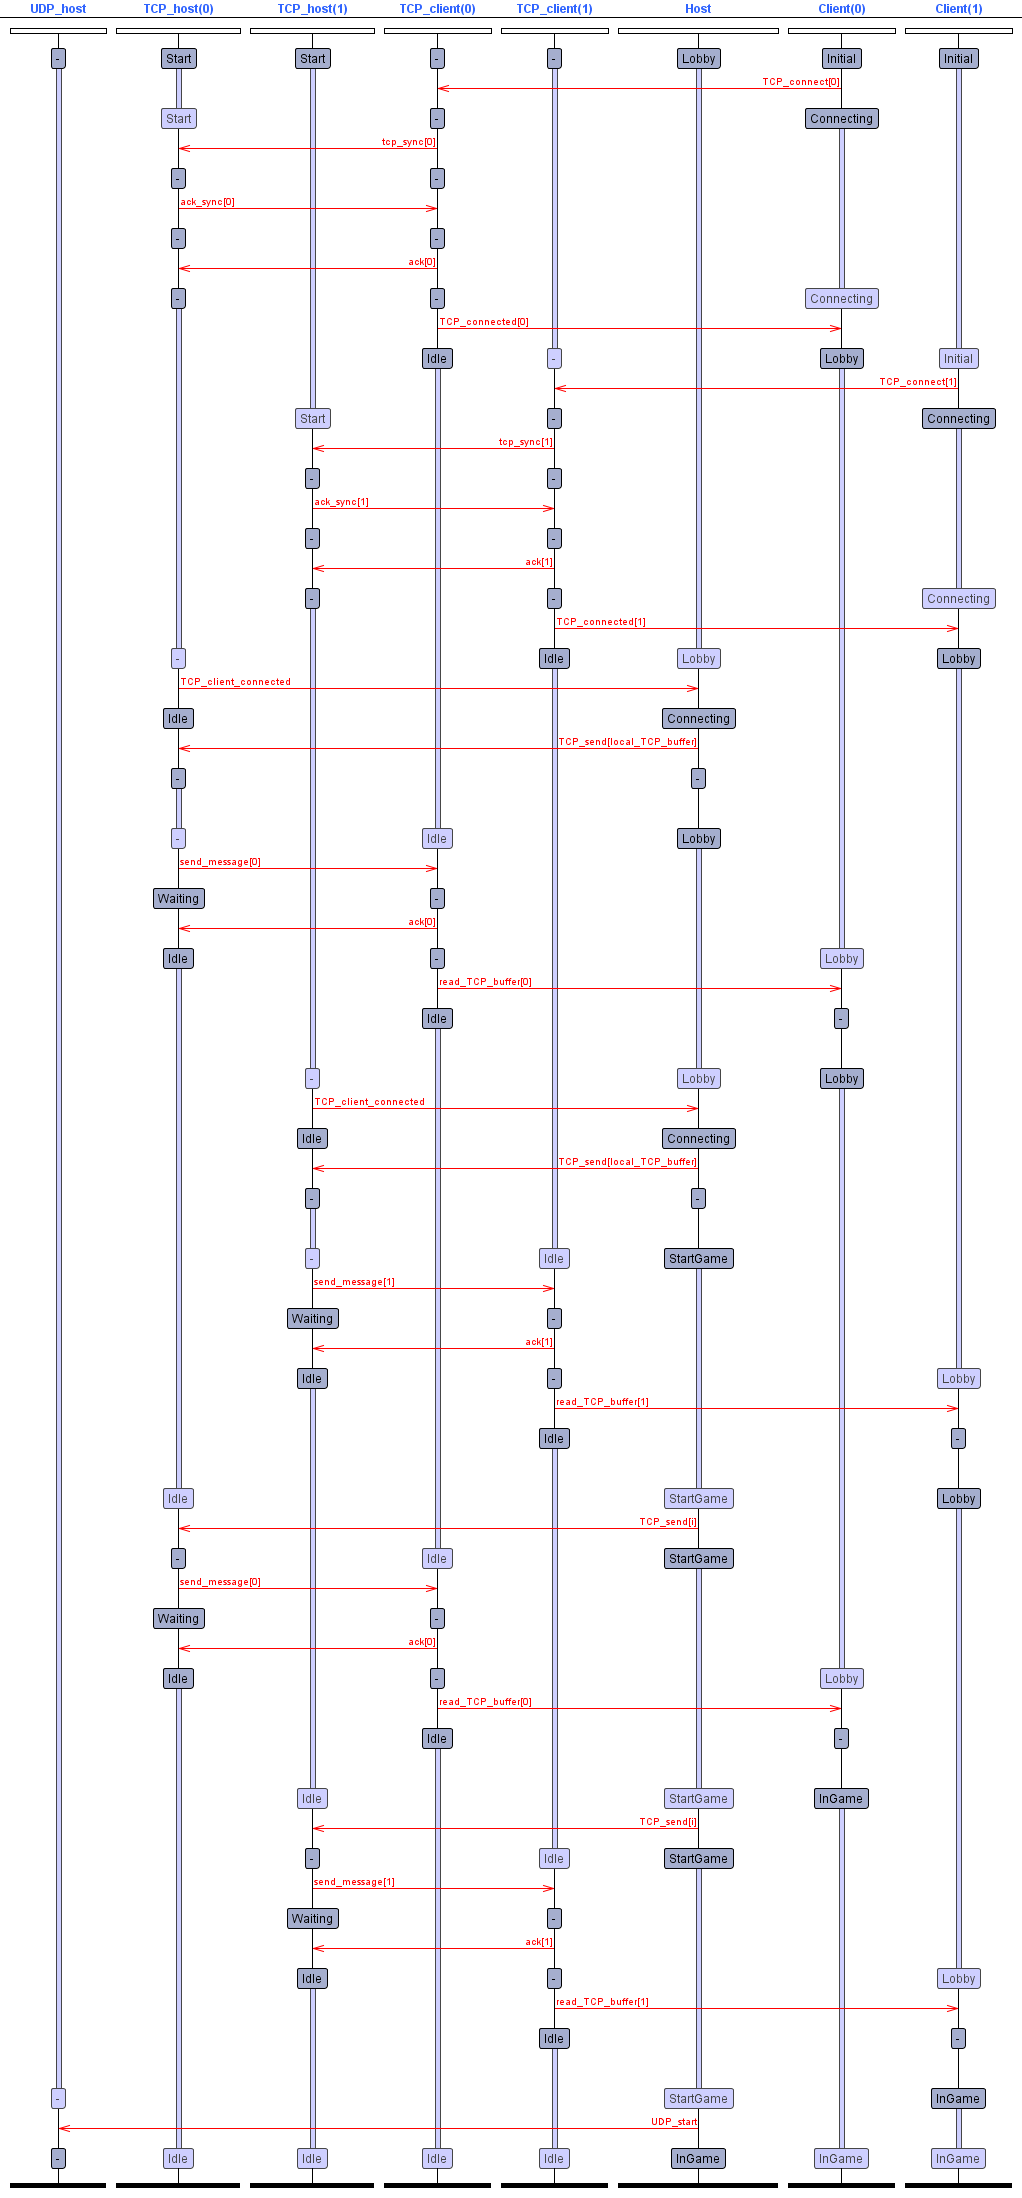 UDP_host TCP_host(0) TCP_host(1) TCP_client(0) TCP_client(1) Host Client(0) Client(1)
- Start Start - - Lobby Initial Initial
TCP_connect[0]
Start - Connecting
tcp_sync[0]
- -
ack_sync[0]
- -
ack[0]
- - Connecting
TCP_connected[0]
Idle - Lobby Initial
TCP_connect[1]
Start - Connecting
tcp_sync[1]
- -
ack_sync[1]
- -
ack[1]
- - Connecting
TCP_connected[1]
- Idle Lobby Lobby
TCP_client_connected
Idle Connecting
TCP_send[local_TCP_buffer]
- -
- Idle Lobby
send_message[0]
Waiting -
ack[0]
Idle - Lobby
read_TCP_buffer[0]
Idle -
- Lobby Lobby
TCP_client_connected
Idle Connecting
TCP_send[local_TCP_buffer]
- -
- Idle StartGame
send_message[1]
Waiting -
ack[1]
Idle - Lobby
read_TCP_buffer[1]
Idle -
Idle StartGame Lobby
TCP_send[i]
- Idle StartGame
send_message[0]
Waiting -
ack[0]
Idle - Lobby
read_TCP_buffer[0]
Idle -
Idle StartGame InGame
TCP_send[i]
- Idle StartGame
send_message[1]
Waiting -
ack[1]
Idle - Lobby
read_TCP_buffer[1]
Idle -
- StartGame InGame
UDP_start
- Idle Idle Idle Idle InGame InGame InGame